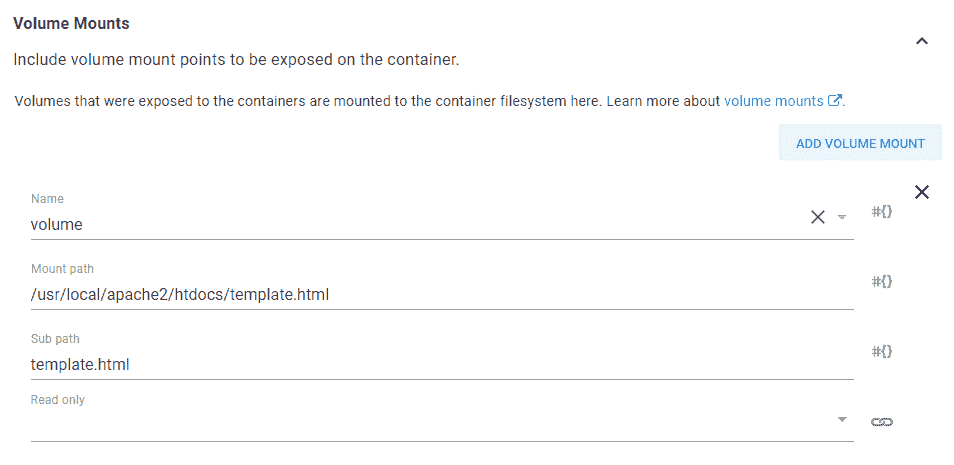 Volume Mounts
Include volume mount points to be exposed on the container.
Volumes that were exposed to the containers are mounted to the container filesystem here. Learn more about volume mounts.
ADD VOLUME MOUNT
Name
volume
#{}
Mount path
/usr/local/apache2/htdocs/template.html
#{}
Sub path
template.html
#{}
Read only